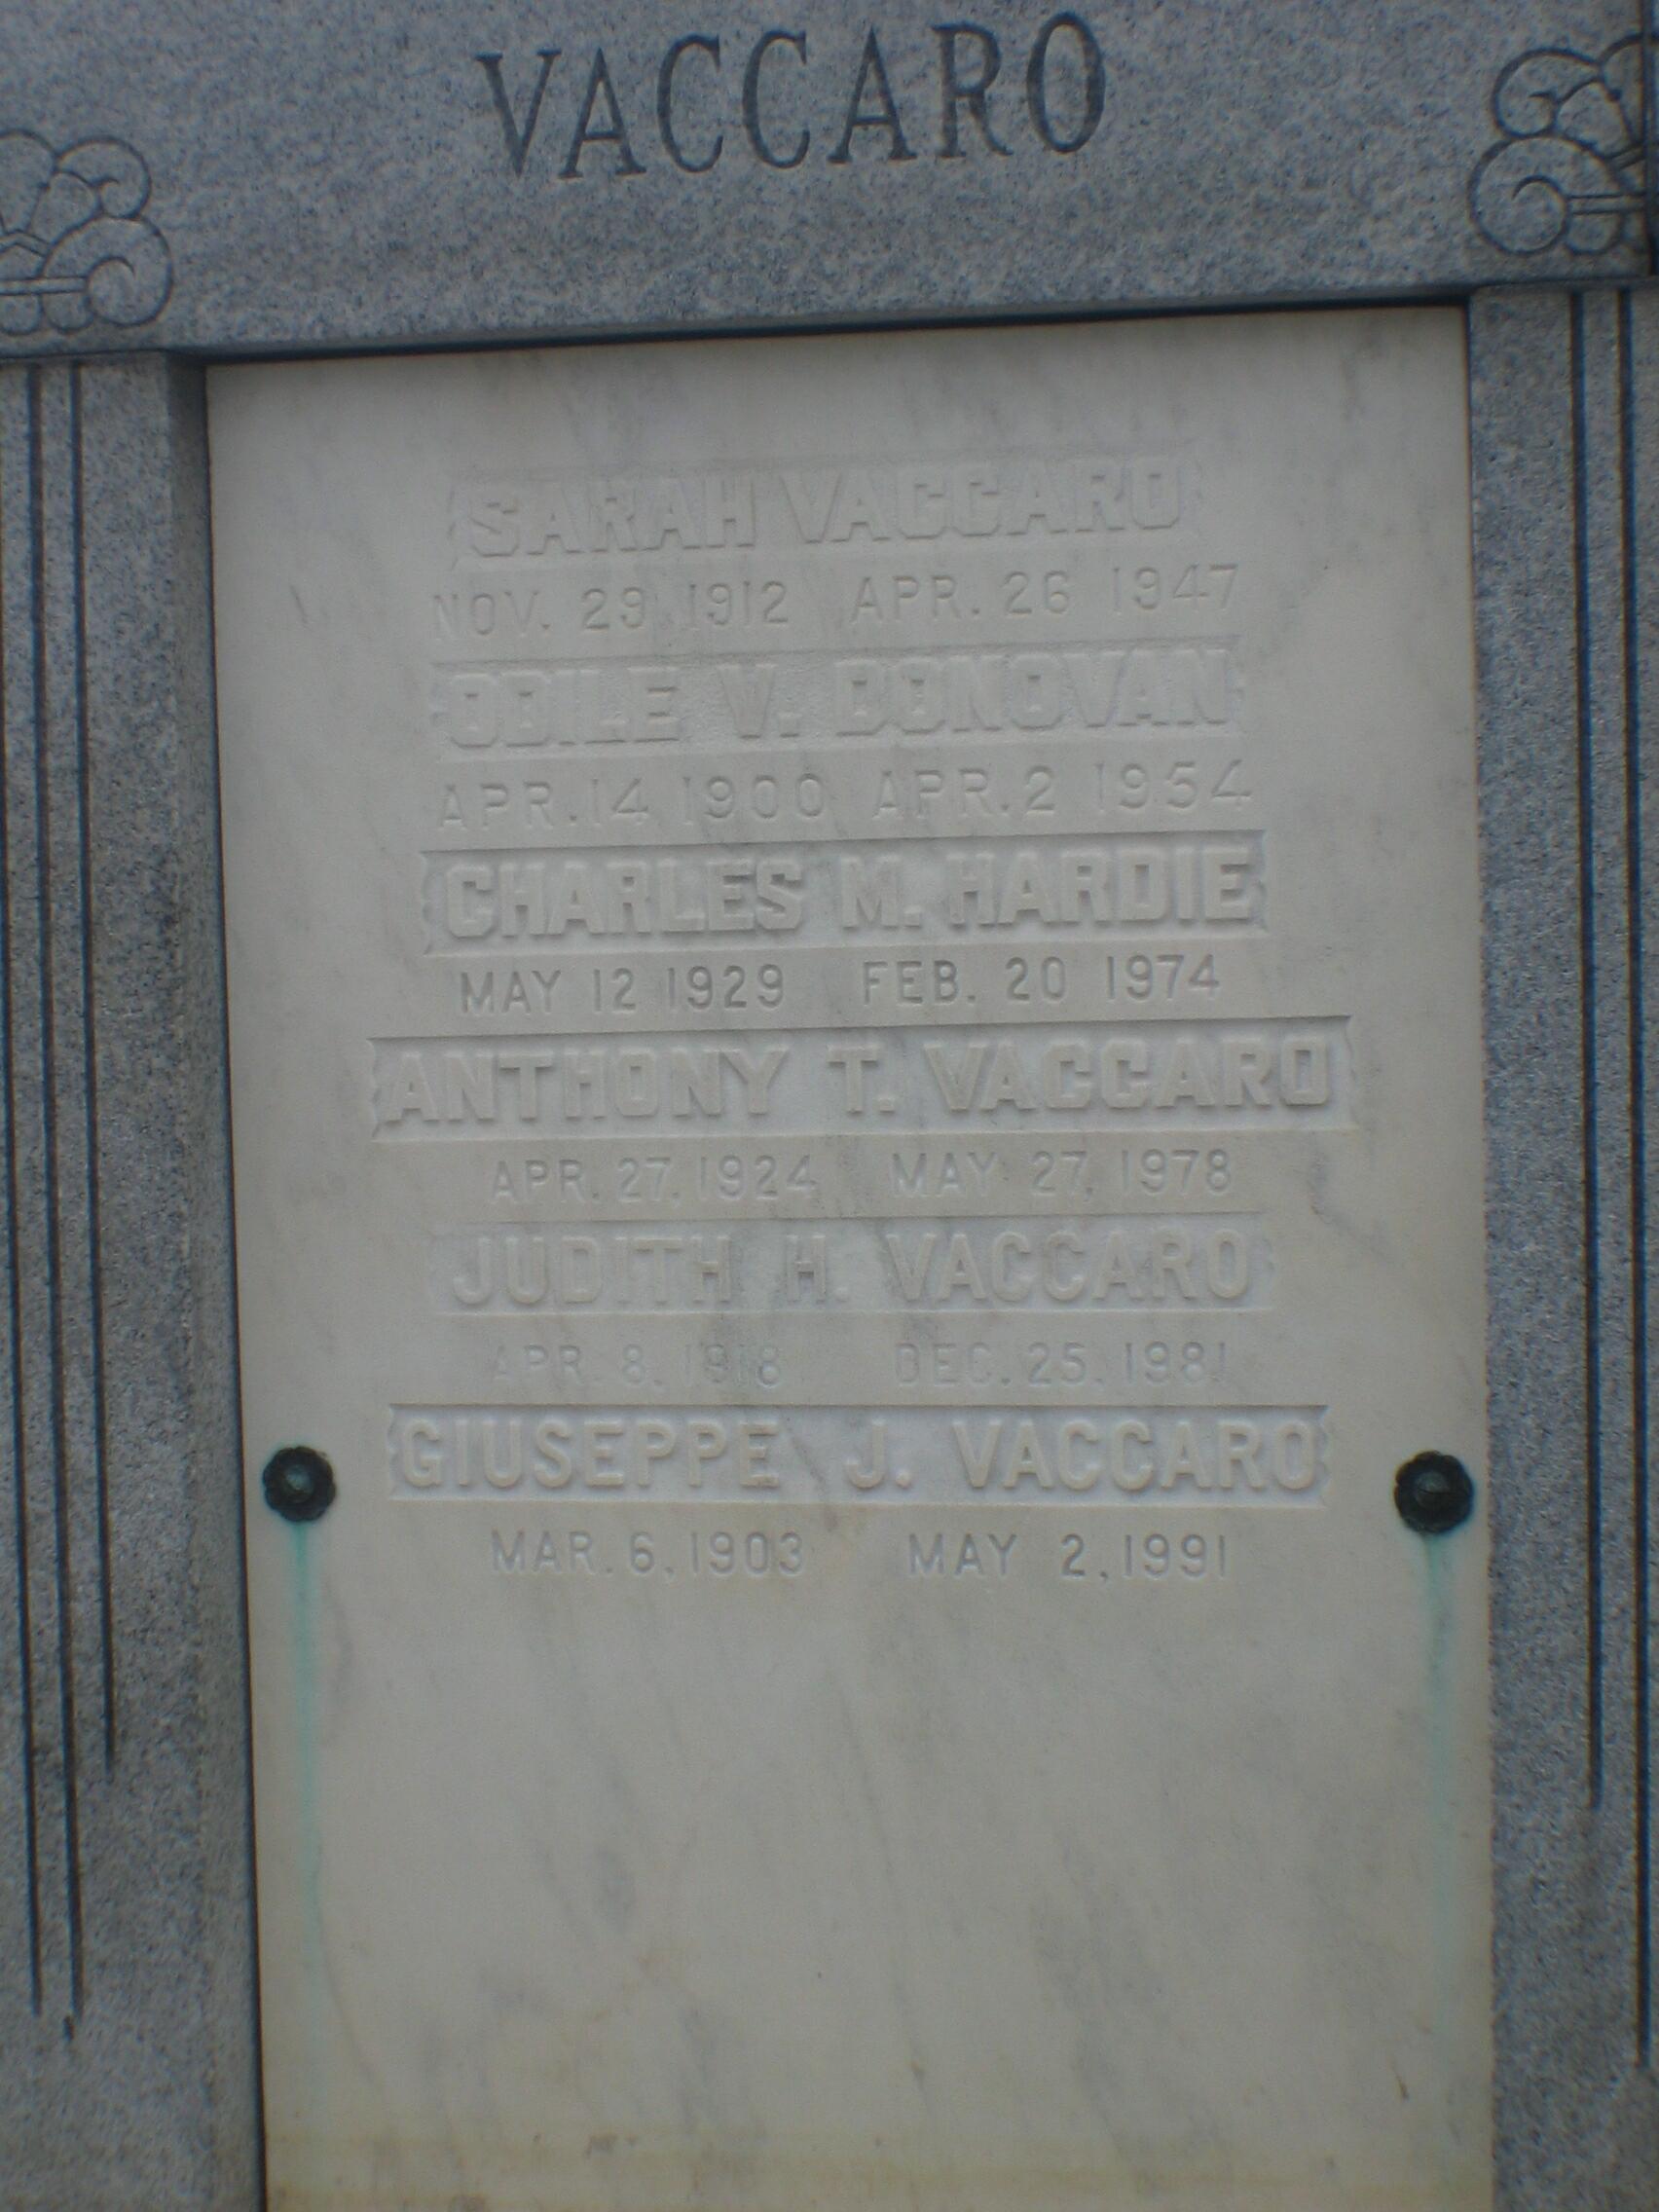 VACCARO
SARAH VACCARO
NOV. 29 1912 APR. 26 1947
ODILE V. DONOVAN
APR. 14 1900 APR. 2 1954
CHARLES M. HARDIE
MAY 12 1929 FEB. 20 1974
ANTHONY T. VACCARO
APR. 27, 1924 MAY 27, 1978
JUDITH H. VACCARO
APR. 8, 1918 DEC. 25, 1981
GIUSEPPE J. VACCARO
MAR. 6, 1903 MAY 2, 1991